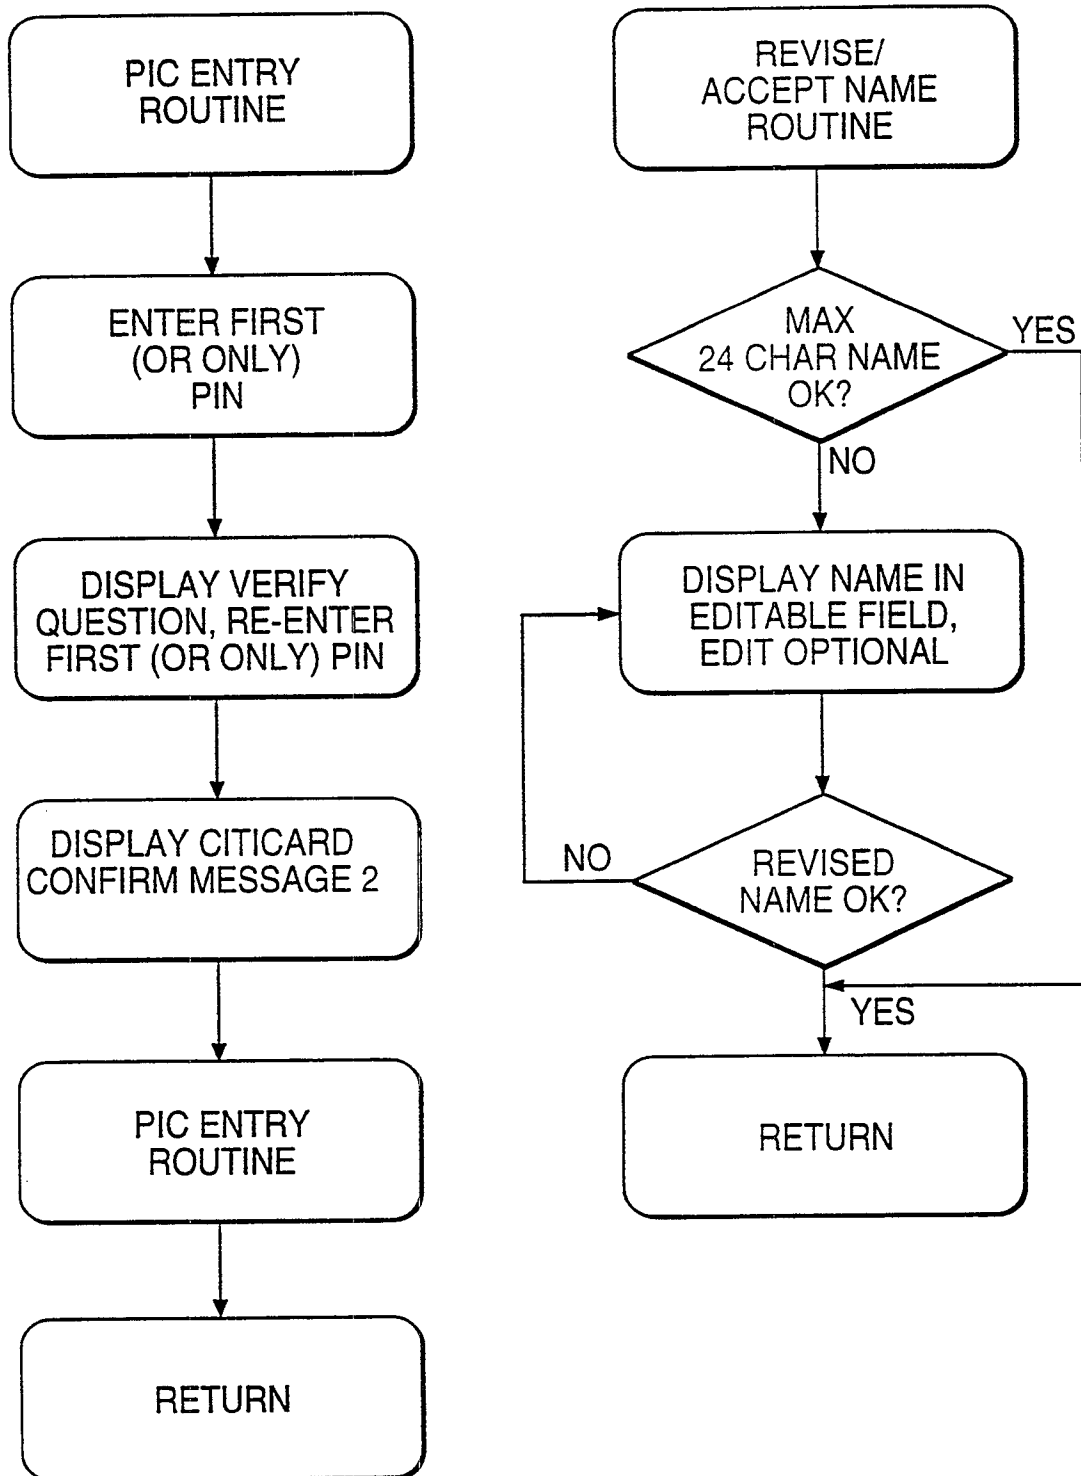 PIC ENTRY
ROUTINE
ENTER FIRST
(OR ONLY)
PIN
DISPLAY VERIFY
QUESTION, RE-ENTER
FIRST (OR ONLY) PIN
DISPLAY CITICARD
CONFIRM MESSAGE 2
PIC ENTRY
ROUTINE
RETURN
REVISE/
ACCEPT NAME
ROUTINE
MAX
24 CHAR NAME
OK?
YES
NO
DISPLAY NAME IN
EDITABLE FIELD,
EDIT OPTIONAL
REVISED
NAME OK?
NO
YES
RETURN